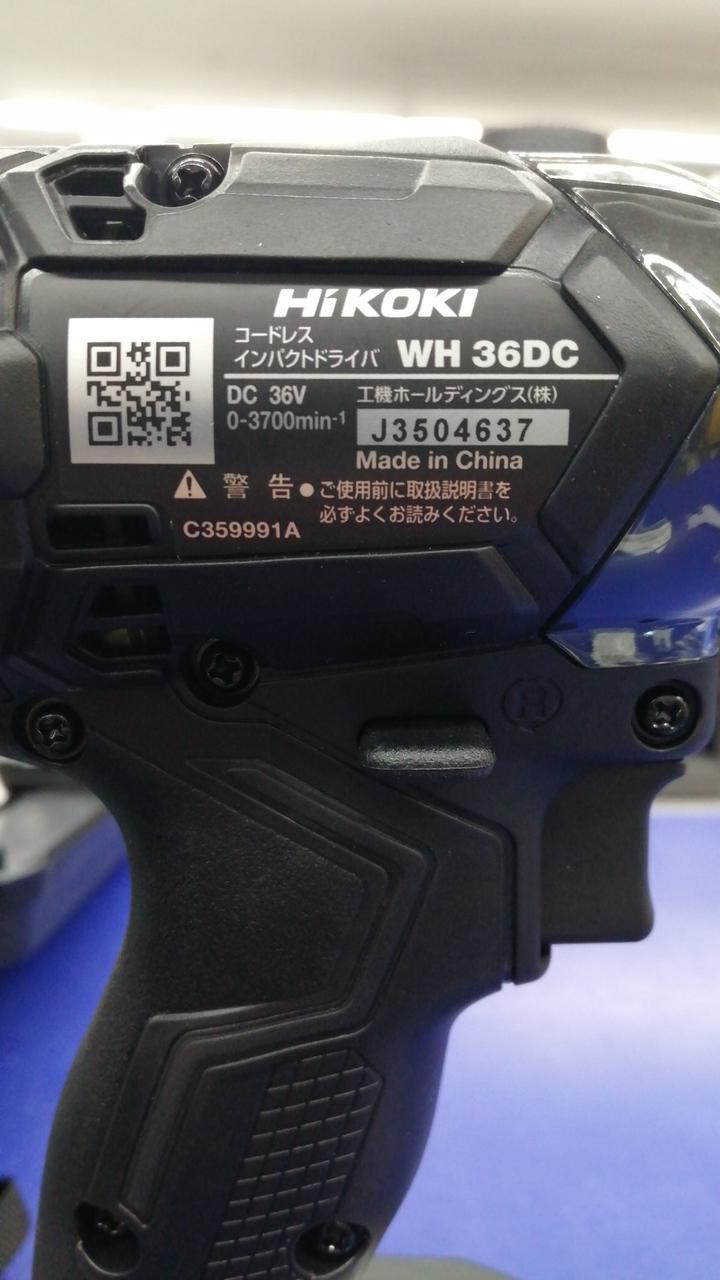 HiKOKI
コードレス
インパクトドライバ WH 36DC
DC 36V
0-3700min-1
工機ホールディングス(株)
J3504637
Made in China
警 告 ●ご使用前に取扱説明書を
必ずよくお読みください。
C359991A
H